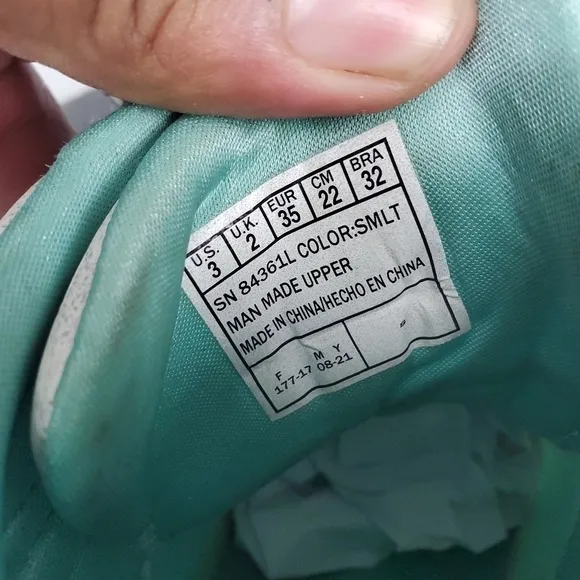 U.S. U.K. EUR CM BRA
3 2 35 22 32
SN 84361L COLOR:SMLT
MAN MADE UPPER
MADE IN CHINA/HECHO EN CHINA
F M Y
177-17 08-21